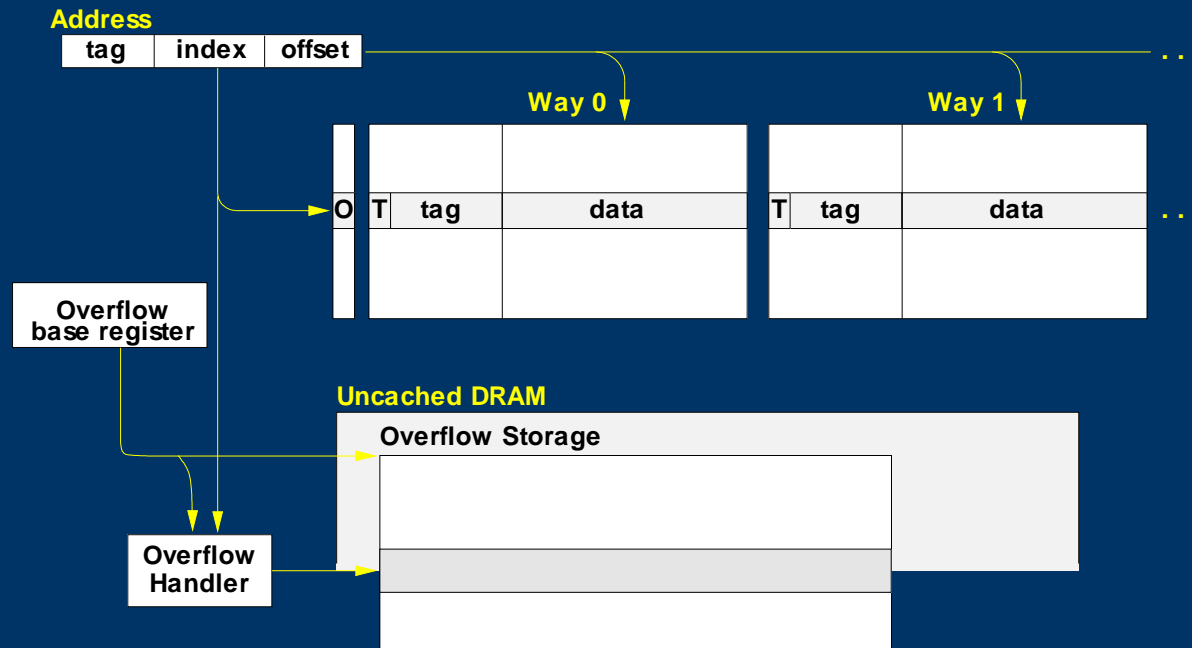 Address
tag index offset
. .
Way 0 Way 1
O T tag data T tag data . .
Overflow
base register
Uncached DRAM
Overflow Storage
Overflow
Handler